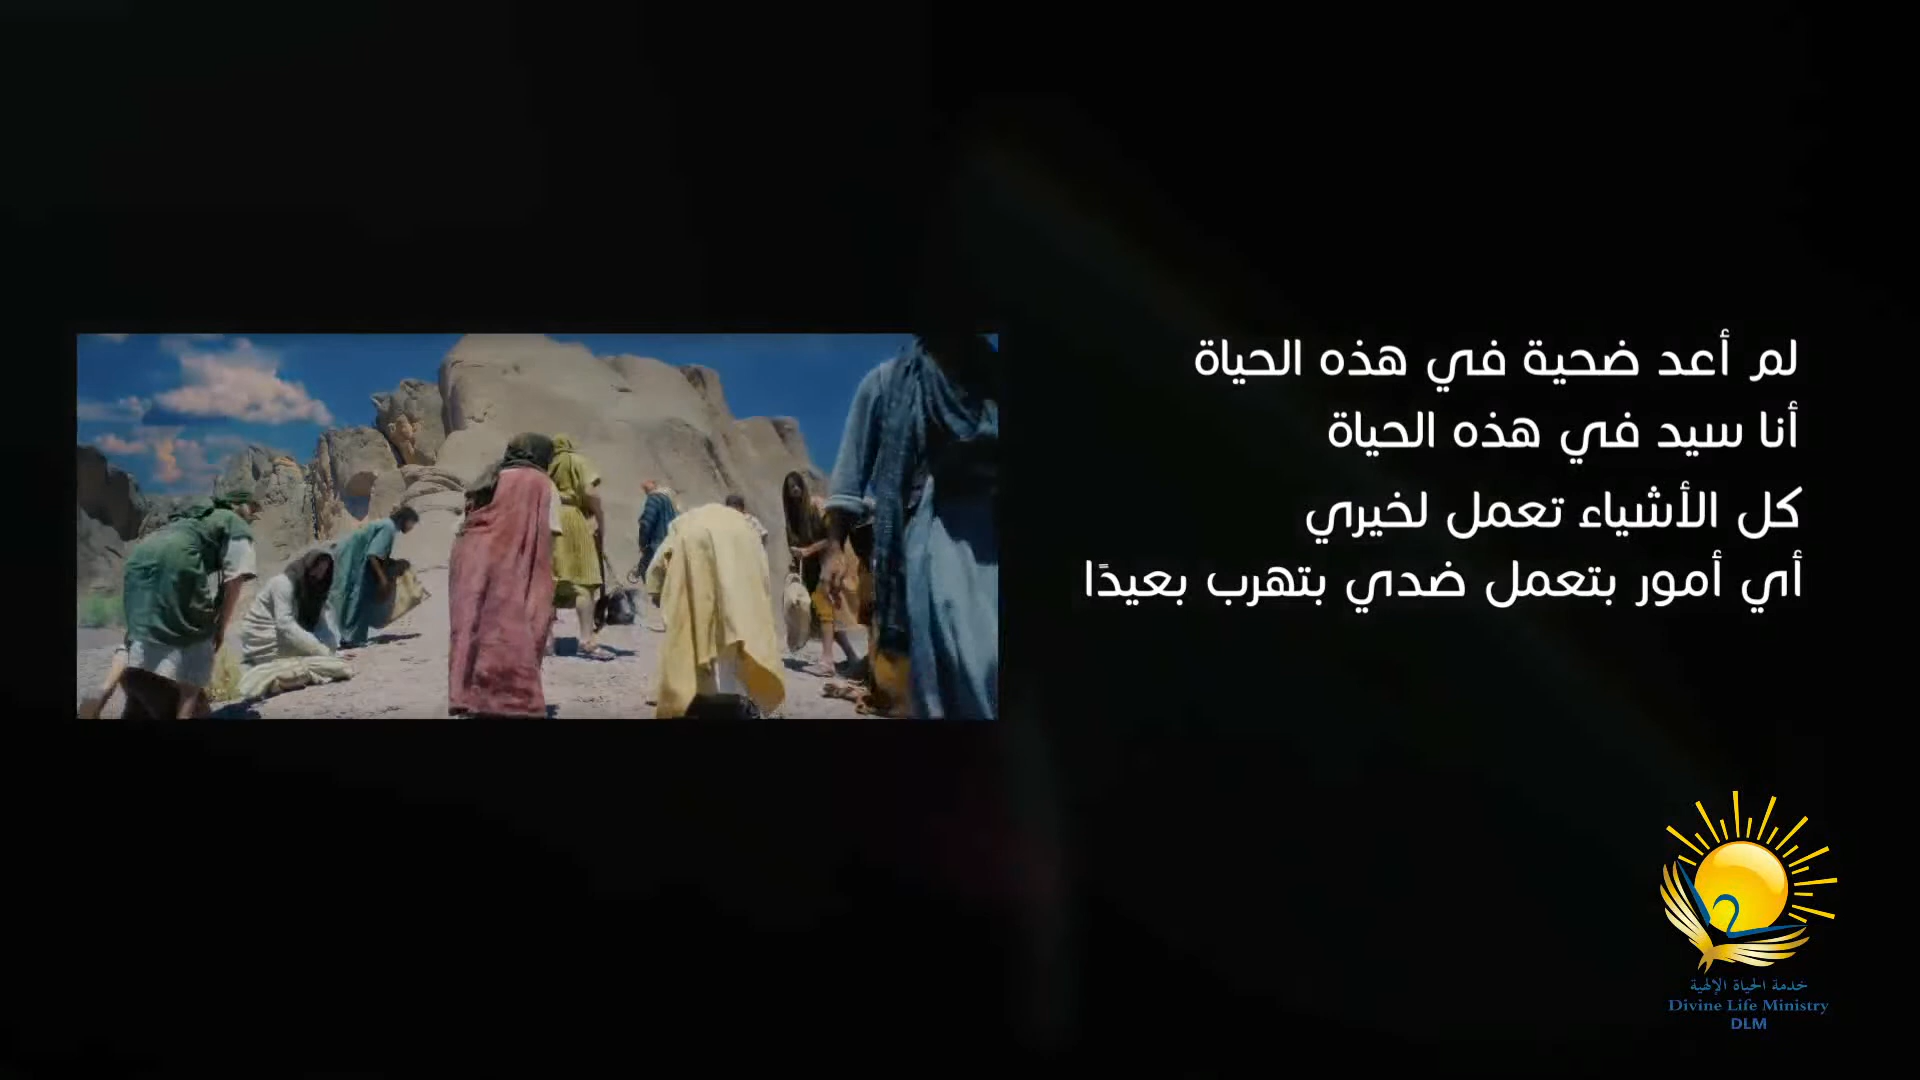 لم أعد ضحية في هذه الحياة
أنا سيد في هذه الحياة
كل الأشياء تعمل لخيري
أي أمور بتعمل ضدي بتهرب بعيدًا
خدمة الحياة الإلهية
Divine Life Ministry
DLM